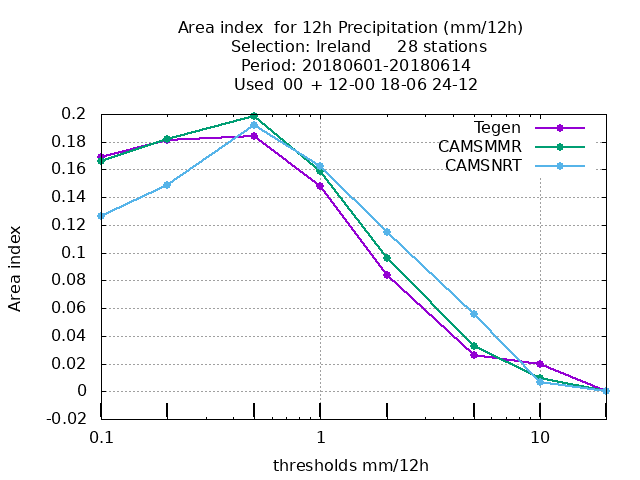 Area index  for 12h Precipitation (mm/12h)
Selection: Ireland     28 stations
Period: 20180601-20180614
Used  00  + 12-00 18-06 24-12
Tegen
CAMSMMR
CAMSNRT
0.2
0.18
0.16
0.14
0.12
0.1
0.08
0.06
0.04
0.02
0
-0.02
Area index
0.1 1 10
thresholds mm/12h